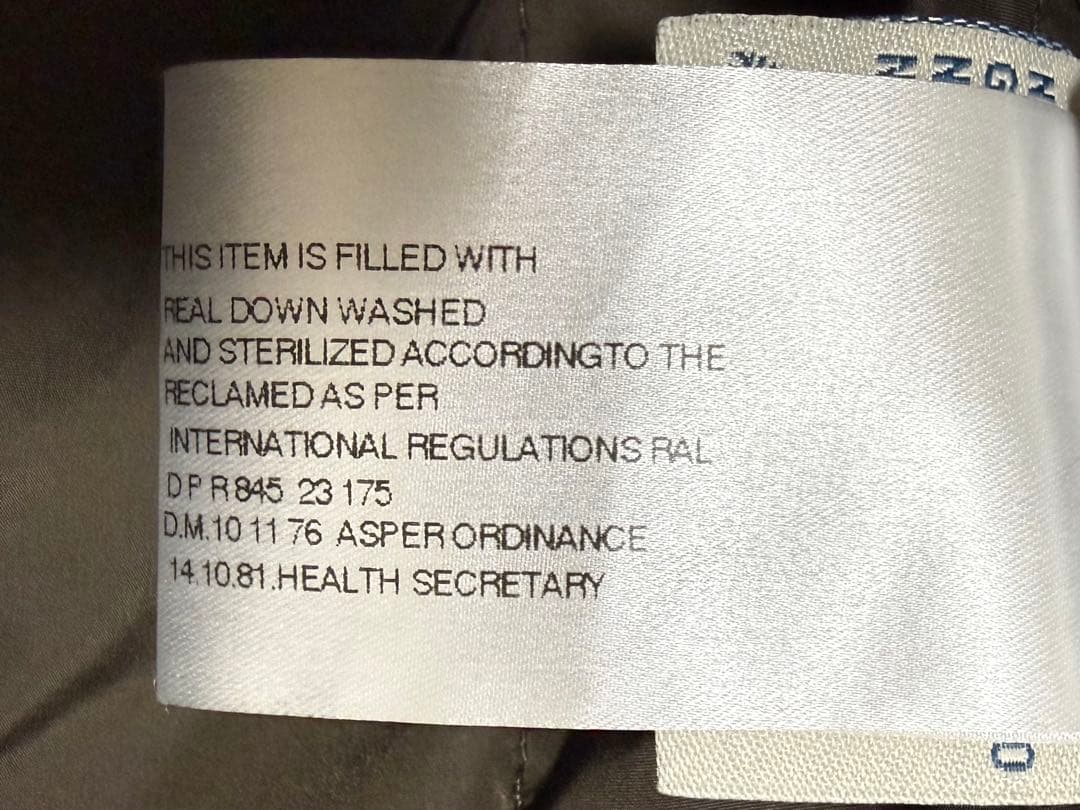 THIS ITEM IS FILLED WITH
REAL DOWN WASHED
AND STERILIZED ACCORDINGTO THE
RECLAMED AS PER
INTERNATIONAL REGULATIONS RAL
D P R 845 23 175
D.M.10 11 76 ASPER ORDINANCE
14.10.81.HEALTH SECRETARY